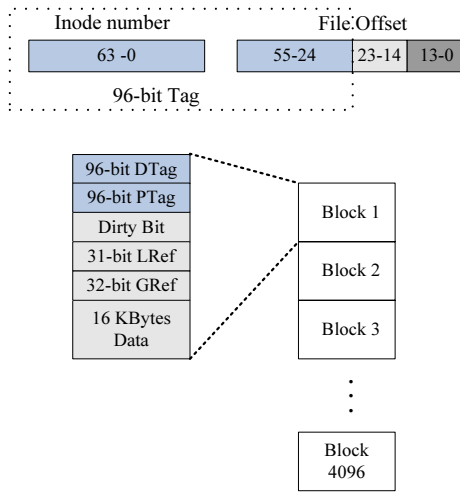 Inode number
File Offset
63 -0
55-24
23-14
13-0
96-bit Tag
96-bit DTag
96-bit PTag
Dirty Bit
31-bit LRef
32-bit GRef
16 KBytes
Data
Block 1
Block 2
Block 3
Block
4096